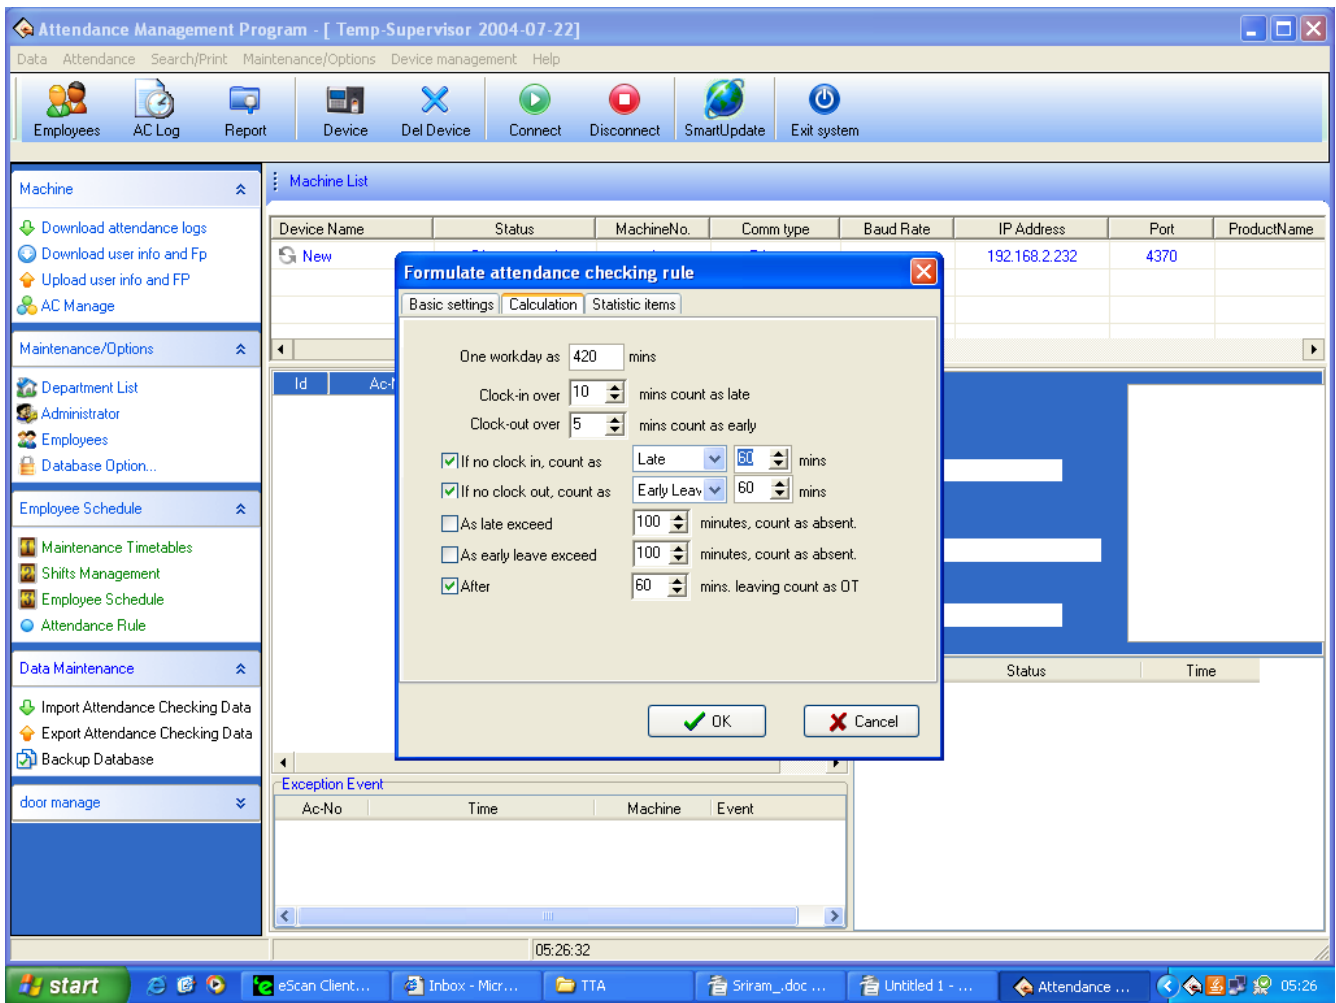 Attendance Management Program - [ Temp-Supervisor 2004-07-22]
Data Attendance Search/Print Maintenance/Options Device management Help
Employees AC Log Report Device Del Device Connect Disconnect SmartUpdate Exit system
Machine
Download attendance logs
Download user info and Fp
Upload user info and FP
AC Manage
Maintenance/Options
Department List
Administrator
Employees
Database Option...
Employee Schedule
Maintenance Timetables
Shifts Management
Employee Schedule
Attendance Rule
Data Maintenance
Import Attendance Checking Data
Export Attendance Checking Data
Backup Database
door manage
Machine List
Device Name Status MachineNo. Comm type Baud Rate IP Address Port ProductName
New 192.168.2.232 4370
Id
Formulate attendance checking rule
Basic settings Calculation Statistic items
One workday as 420 mins
Clock-in over 10 mins count as late
Clock-out over 5 mins count as early
If no clock in, count as Late 60 mins
If no clock out, count as Early Leav 60 mins
As late exceed 100 minutes, count as absent.
As early leave exceed 100 minutes, count as absent.
After 60 mins. leaving count as OT
OK Cancel
Status Time
Exception Event
Ac-No Time Machine Event
05:26:32
start eScan Client... Inbox - Micr... TTA Sriram_.doc ... Untitled 1 - ... Attendance ... 05:26